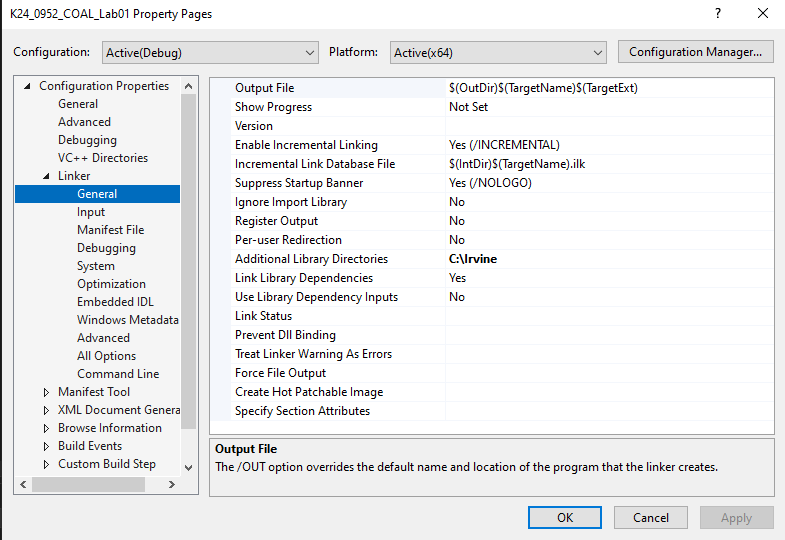 K24_0952_COAL_Lab01 Property Pages
Configuration: Active(Debug) Platform: Active(x64) Configuration Manager...
Configuration Properties
General
Advanced
Debugging
VC++ Directories
Linker
General
Input
Manifest File
Debugging
System
Optimization
Embedded IDL
Windows Metadata
Advanced
All Options
Command Line
Manifest Tool
XML Document Genera
Browse Information
Build Events
Custom Build Step
Output File $(OutDir)$(TargetName)$(TargetExt)
Show Progress Not Set
Version
Enable Incremental Linking Yes (/INCREMENTAL)
Incremental Link Database File $(IntDir)$(TargetName).ilk
Suppress Startup Banner Yes (/NOLOGO)
Ignore Import Library No
Register Output No
Per-user Redirection No
Additional Library Directories C:\Irvine
Link Library Dependencies Yes
Use Library Dependency Inputs No
Link Status
Prevent Dll Binding
Treat Linker Warning As Errors
Force File Output
Create Hot Patchable Image
Specify Section Attributes
Output File
The /OUT option overrides the default name and location of the program that the linker creates.
OK Cancel Apply